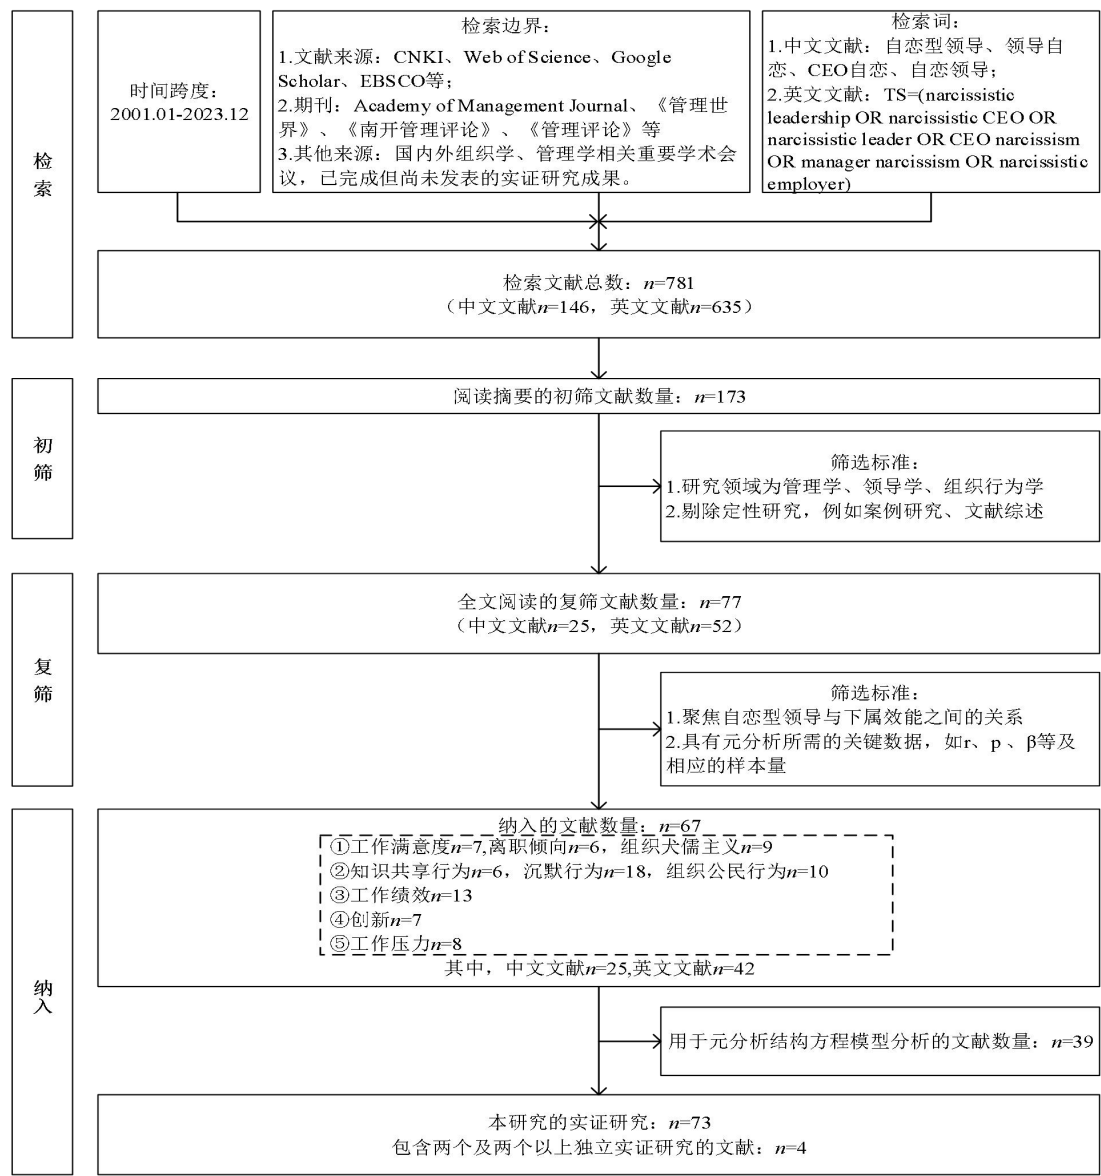 检索
时间跨度：
2001.01-2023.12
检索边界：
1.文献来源：CNKI、Web of Science、Google
Scholar、EBSCO等；
2.期刊：Academy of Management Journal、《管理世
界》、《南开管理评论》、《管理评论》等
3.其他来源：国内外组织学、管理学相关重要学术会
议，已完成但尚未发表的实证研究成果。
检索词：
1.中文文献：自恋型领导、领导自
恋、CEO自恋、自恋领导；
2.英文文献：TS=(narcissistic
leadership OR narcissistic CEO OR
narcissistic leader OR CEO narcissism
OR manager narcissism OR narcissistic
employer)
检索文献总数：n=781
（中文文献n=146，英文文献n=635）
初筛
阅读摘要的初筛文献数量：n=173
筛选标准：
1.研究领域为管理学、领导学、组织行为学
2.剔除定性研究，例如案例研究、文献综述
复筛
全文阅读的复筛文献数量：n=77
（中文文献n=25，英文文献n=52）
筛选标准：
1.聚焦自恋型领导与下属效能之间的关系
2.具有元分析所需的关键数据，如r、p 、β等及
相应的样本量
纳入
纳入的文献数量：n=67
①工作满意度n=7,离职倾向n=6，组织犬儒主义n=9
②知识共享行为n=6，沉默行为n=18，组织公民行为n=10
③工作绩效n=13
④创新n=7
⑤工作压力n=8
其中，中文文献n=25,英文文献n=42
用于元分析结构方程模型分析的文献数量：n=39
本研究的实证研究：n=73
包含两个及两个以上独立实证研究的文献：n=4